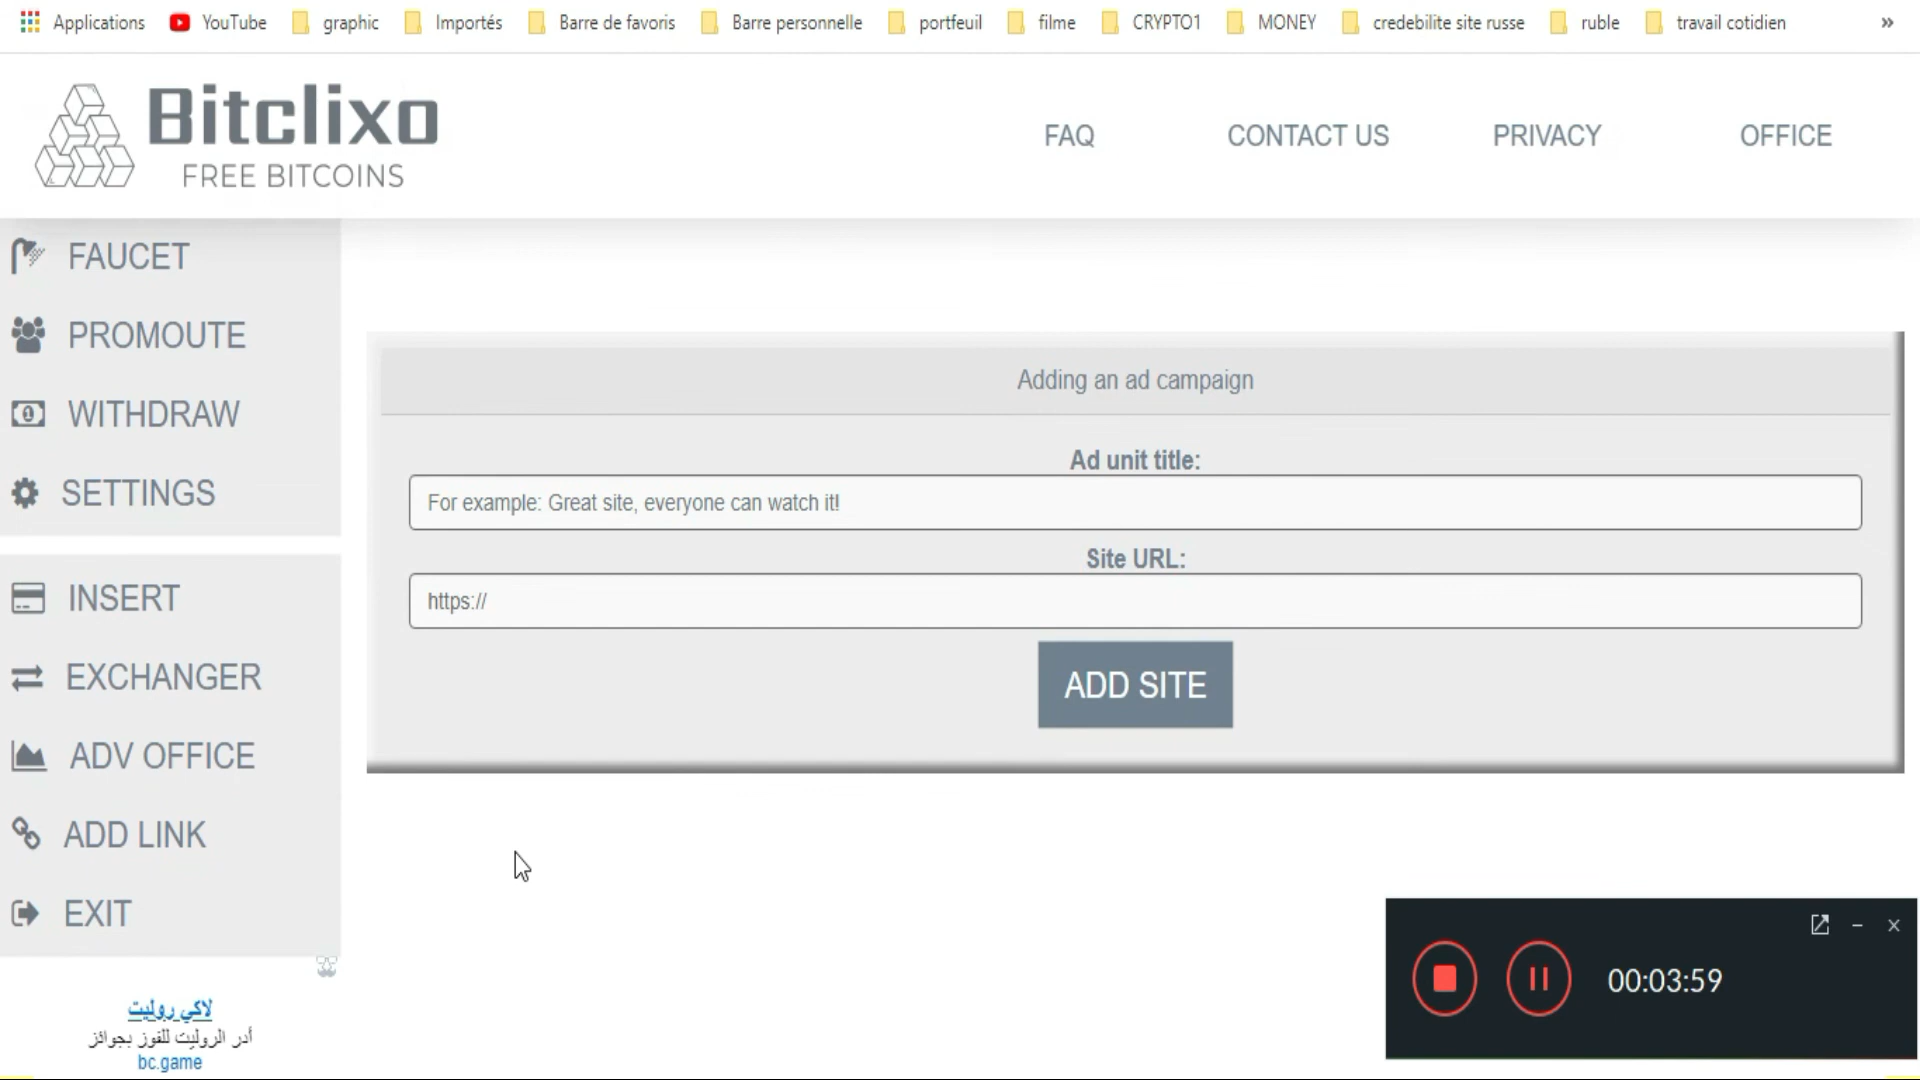 Applications YouTube graphic Importés Barre de favoris Barre personnelle portfeuil filme CRYPTO1 MONEY credebilite site russe ruble travail cotidien »
Bitclixo
FREE BITCOINS
FAQ CONTACT US PRIVACY OFFICE
FAUCET
PROMOUTE
WITHDRAW
SETTINGS
INSERT
EXCHANGER
ADV OFFICE
ADD LINK
EXIT
لاكي روليت
أدر الروليت للفوز بجوائز
bc.game
Adding an ad campaign
Ad unit title:
For example: Great site, everyone can watch it!
Site URL:
https://
ADD SITE
00:03:59